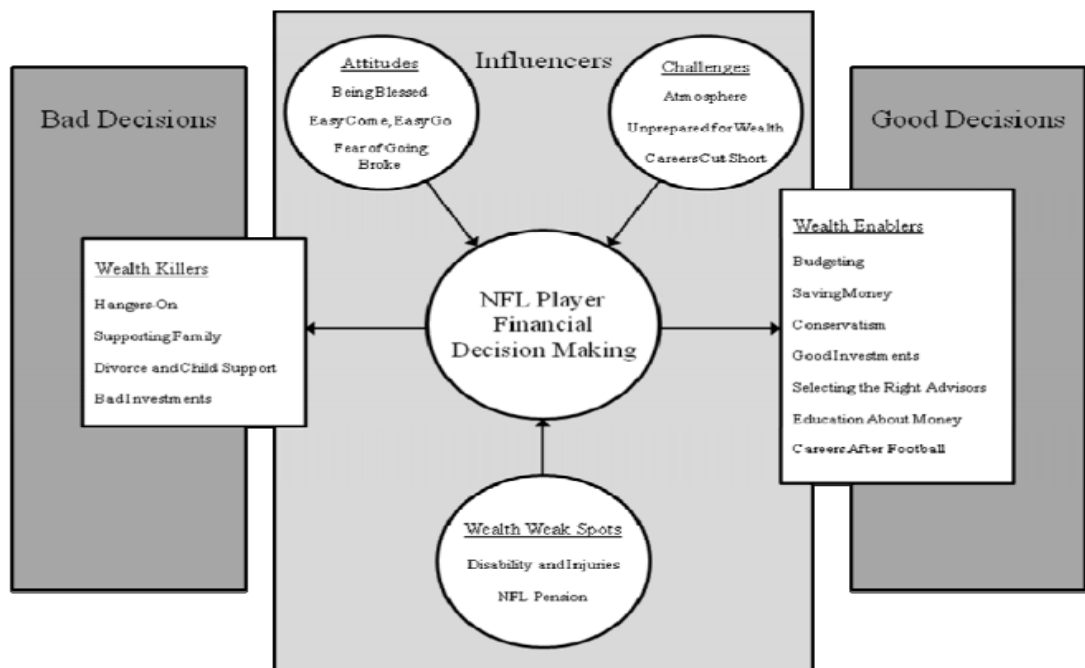 Influencers
Bad Decisions
Good Decisions
Attitudes
Being Blessed
Easy Come, Easy Go
Fear of Going
Broke
Challenges
Atmosphere
Unprepared for Wealth
Careers Cut Short
Wealth Killers
Hangers-On
Supporting Family
Divorce and Child Support
Bad Investments
NFL Player
Financial
Decision Making
Wealth Enablers
Budgeting
Saving Money
Conservatism
Good Investments
Selecting the Right Advisors
Education About Money
Careers After Football
Wealth Weak Spots
Disability and Injuries
NFL Pension